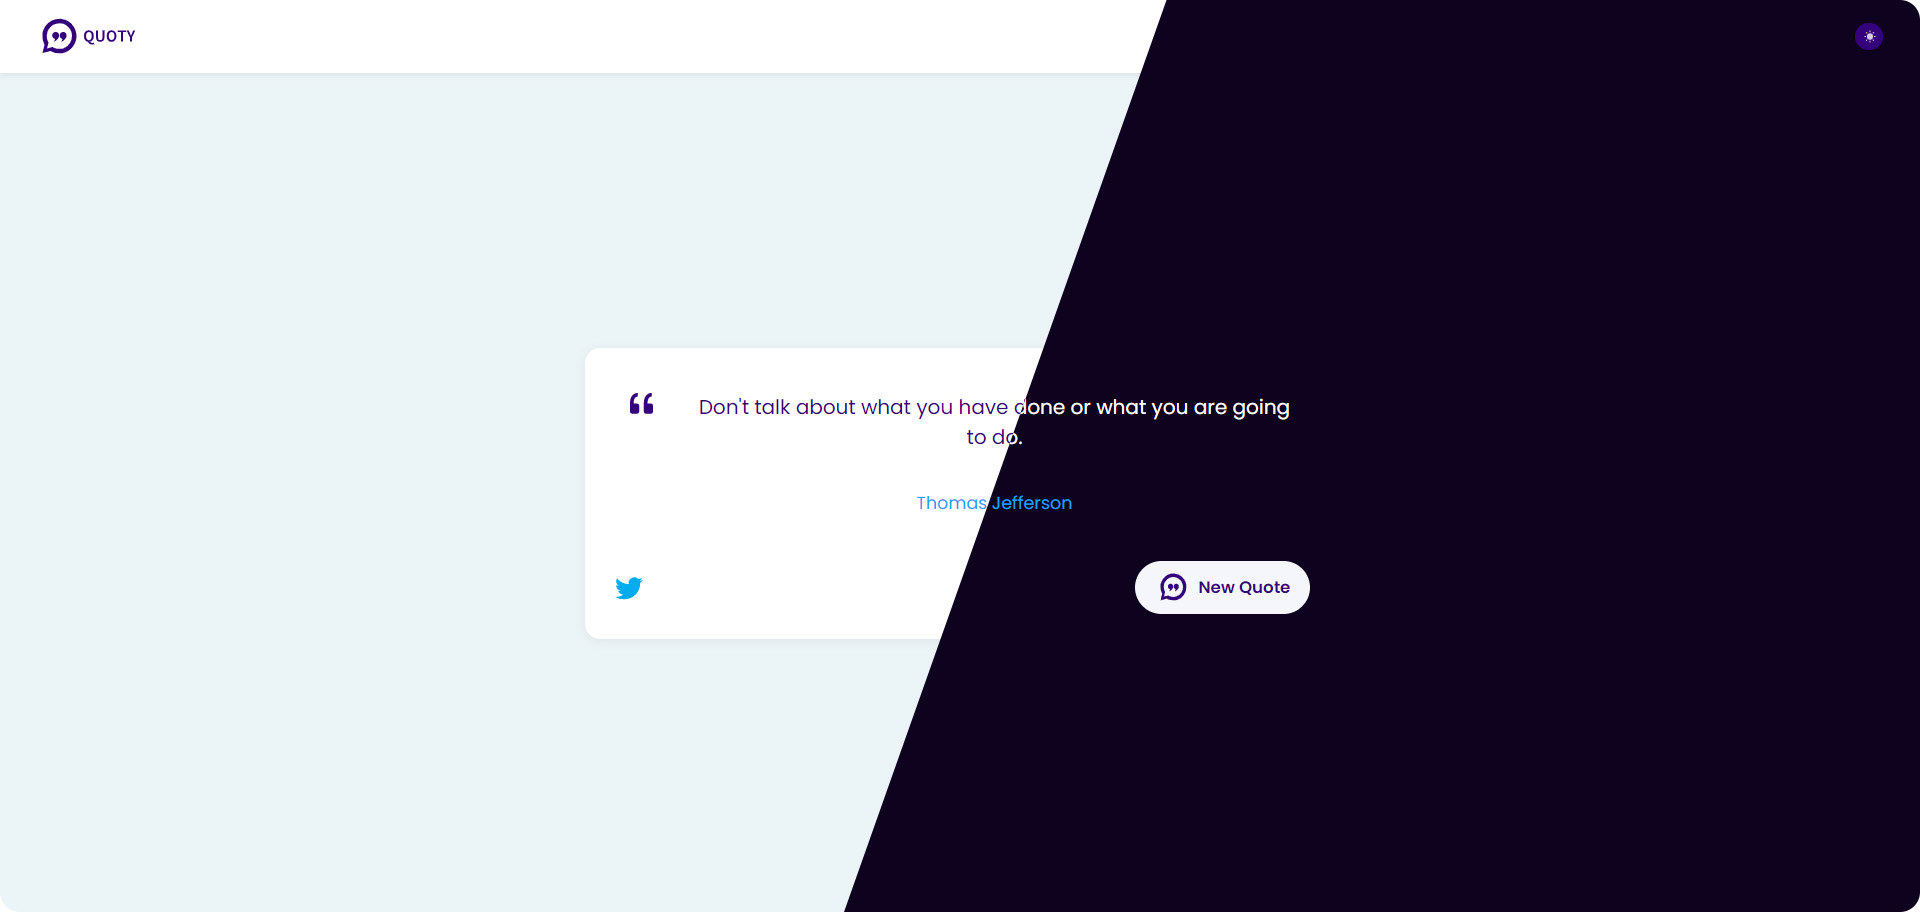 QUOTY
Don't talk about what you have done or what you are going
to do.
Thomas Jefferson
New Quote